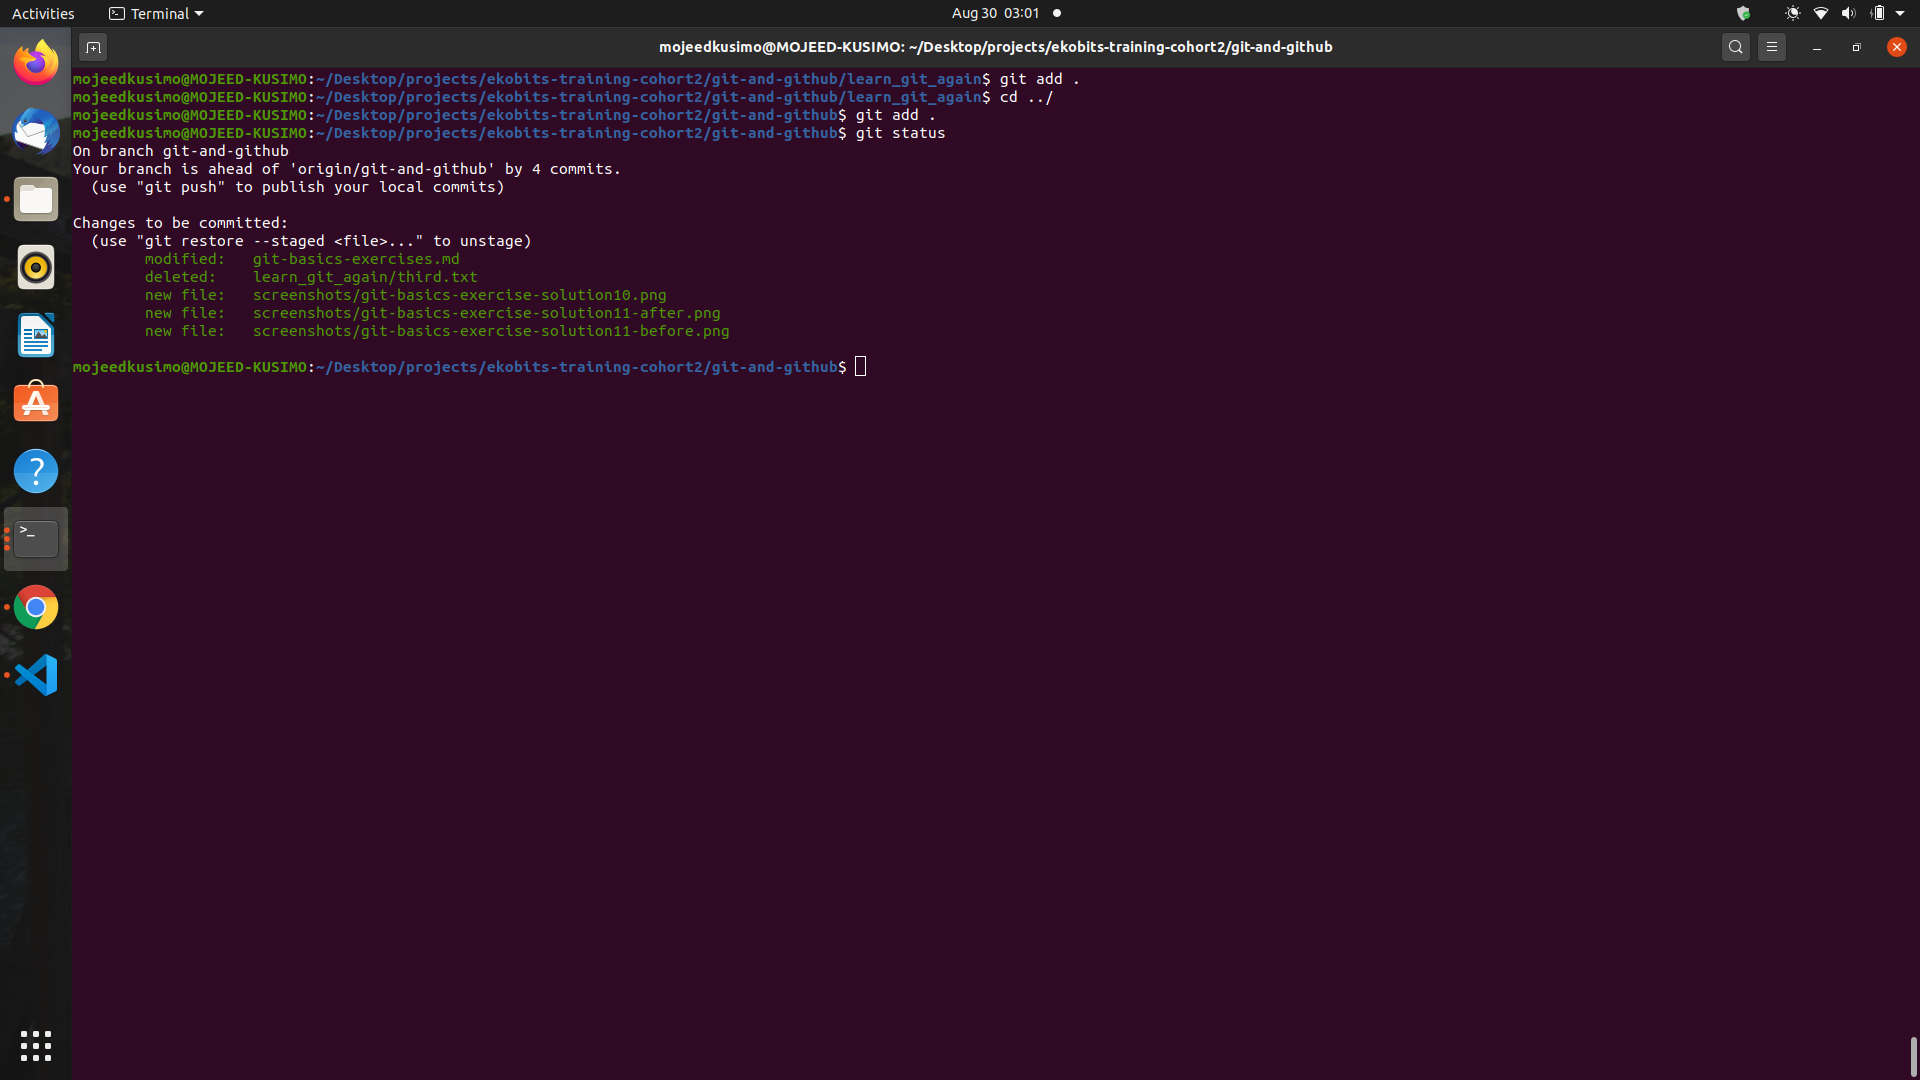 Activities
Terminal
Aug 30 03:01
mojeedkusimo@MOJEED-KUSIMO: ~/Desktop/projects/ekobits-training-cohort2/git-and-github
mojeedkusimo@MOJEED-KUSIMO:~/Desktop/projects/ekobits-training-cohort2/git-and-github/learn_git_again$ git add .
mojeedkusimo@MOJEED-KUSIMO:~/Desktop/projects/ekobits-training-cohort2/git-and-github/learn_git_again$ cd ../
mojeedkusimo@MOJEED-KUSIMO:~/Desktop/projects/ekobits-training-cohort2/git-and-github$ git add .
mojeedkusimo@MOJEED-KUSIMO:~/Desktop/projects/ekobits-training-cohort2/git-and-github$ git status
On branch git-and-github
Your branch is ahead of 'origin/git-and-github' by 4 commits.
  (use "git push" to publish your local commits)
Changes to be committed:
  (use "git restore --staged <file>..." to unstage)
        modified:   git-basics-exercises.md
        deleted:    learn_git_again/third.txt
        new file:   screenshots/git-basics-exercise-solution10.png
        new file:   screenshots/git-basics-exercise-solution11-after.png
        new file:   screenshots/git-basics-exercise-solution11-before.png
mojeedkusimo@MOJEED-KUSIMO:~/Desktop/projects/ekobits-training-cohort2/git-and-github$